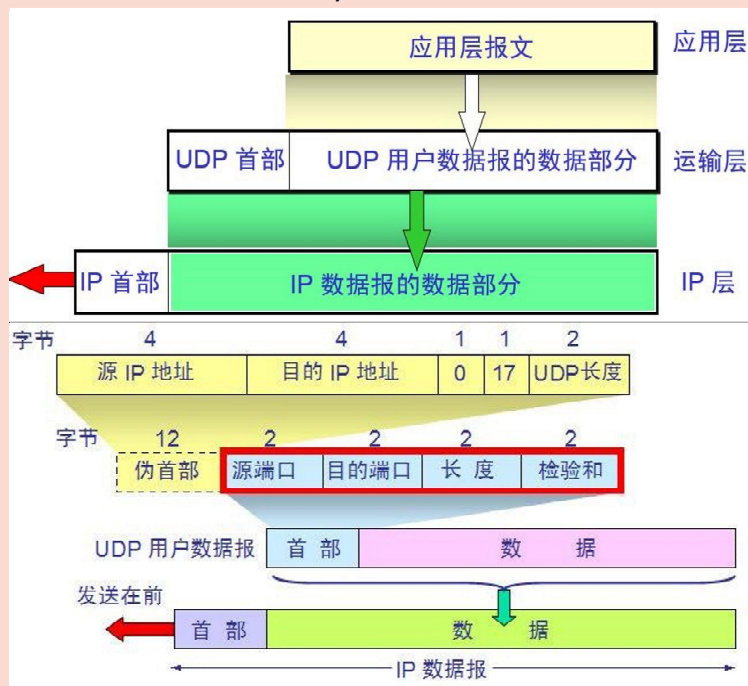 应用层报文 应用层
UDP 首部 UDP 用户数据报的数据部分 运输层
IP 首部 IP 数据报的数据部分 IP 层
字节 4 4 1 1 2
源 IP 地址 目的 IP 地址 0 17 UDP长度
字节 12 2 2 2 2
伪首部 源端口 目的端口 长 度 检验和
UDP 用户数据报 首 部 数 据
发送在前
首 部 数 据
IP 数据报